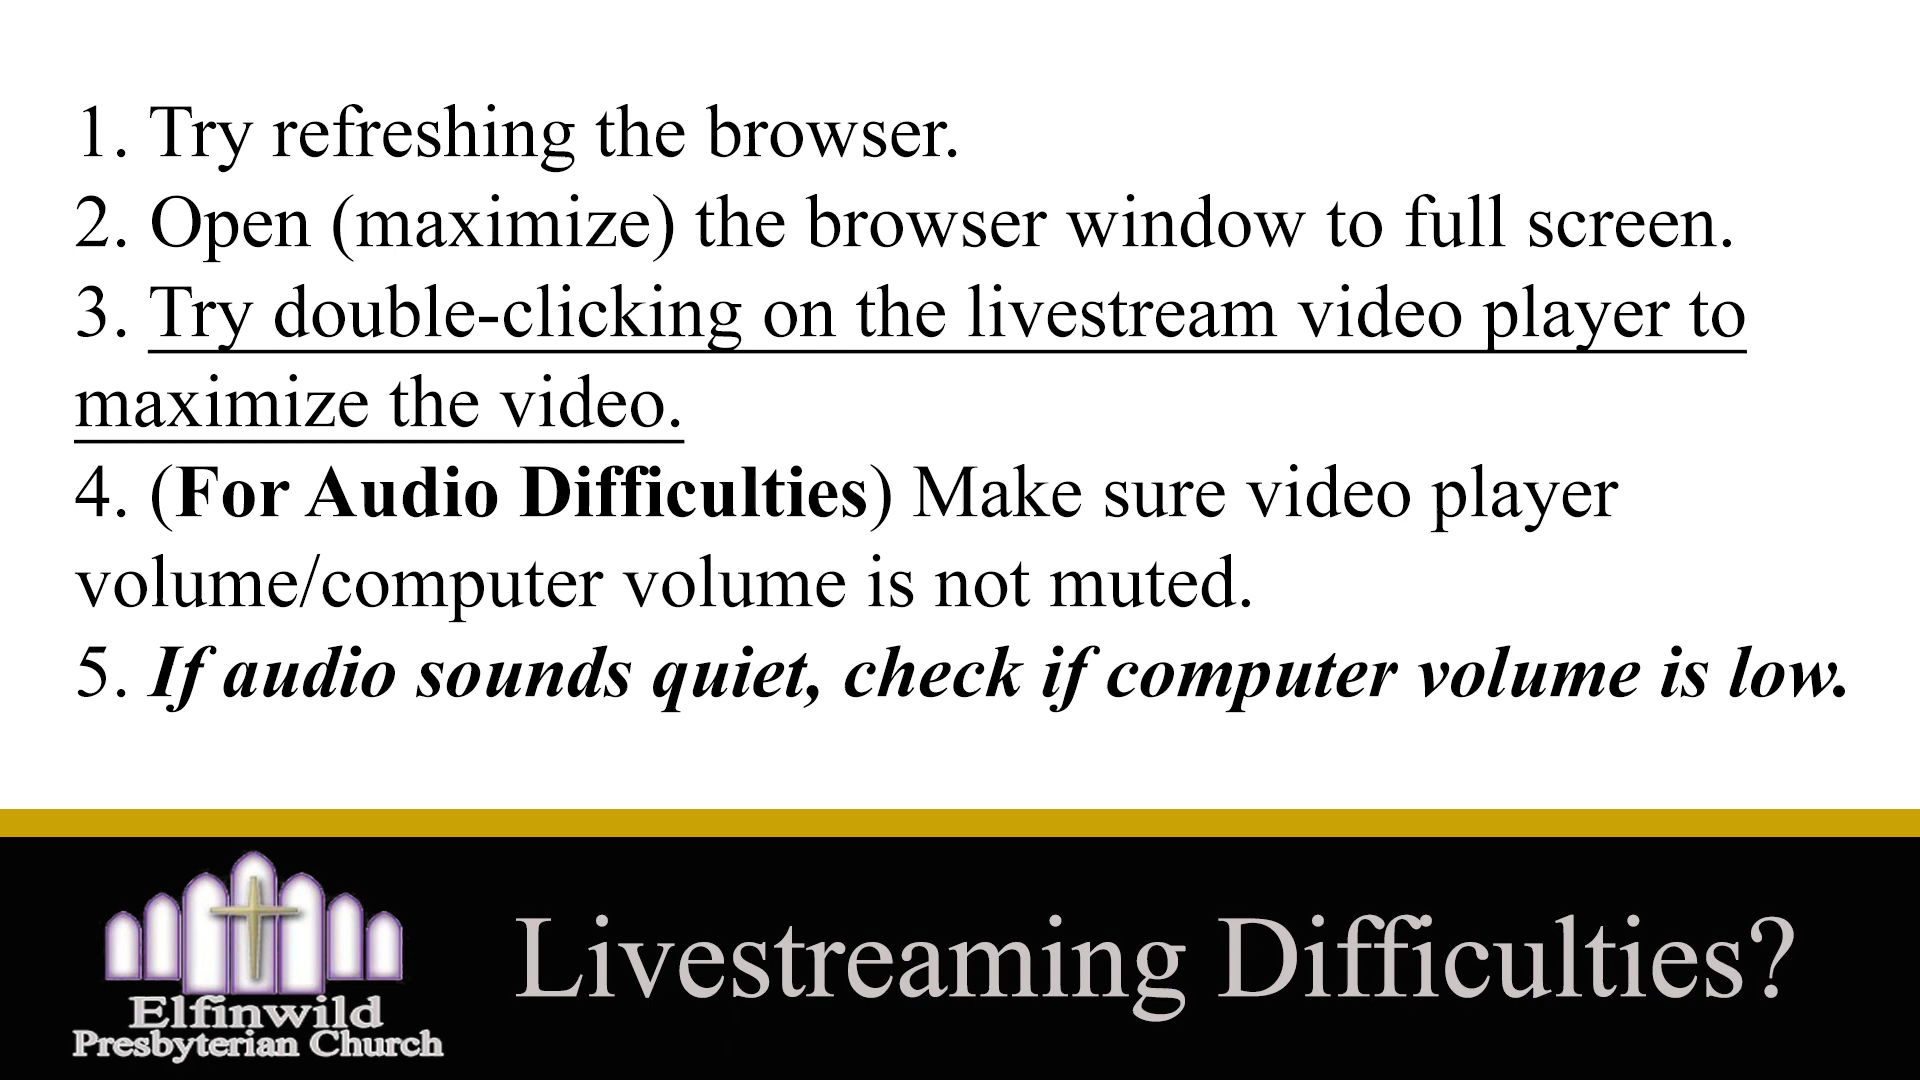 1. Try refreshing the browser.
2. Open (maximize) the browser window to full screen.
3. Try double-clicking on the livestream video player to
maximize the video.
4. (For Audio Difficulties) Make sure video player
volume/computer volume is not muted.
5. If audio sounds quiet, check if computer volume is low.
Elfinwild
Presbyterian Church
Livestreaming Difficulties?